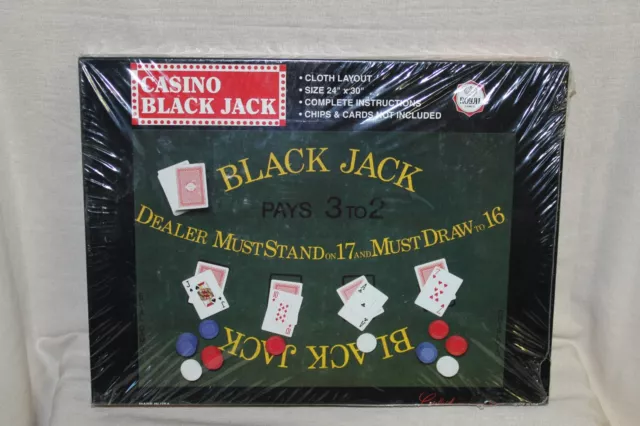 CASINO
BLACK JACK
• CLOTH LAYOUT
• SIZE 24" x 30"
• COMPLETE INSTRUCTIONS
• CHIPS & CARDS NOT INCLUDED
BLACK JACK
PAYS 3 TO 2
DEALER MUST STAND ON 17 AND MUST DRAW TO 16
BLACK JACK